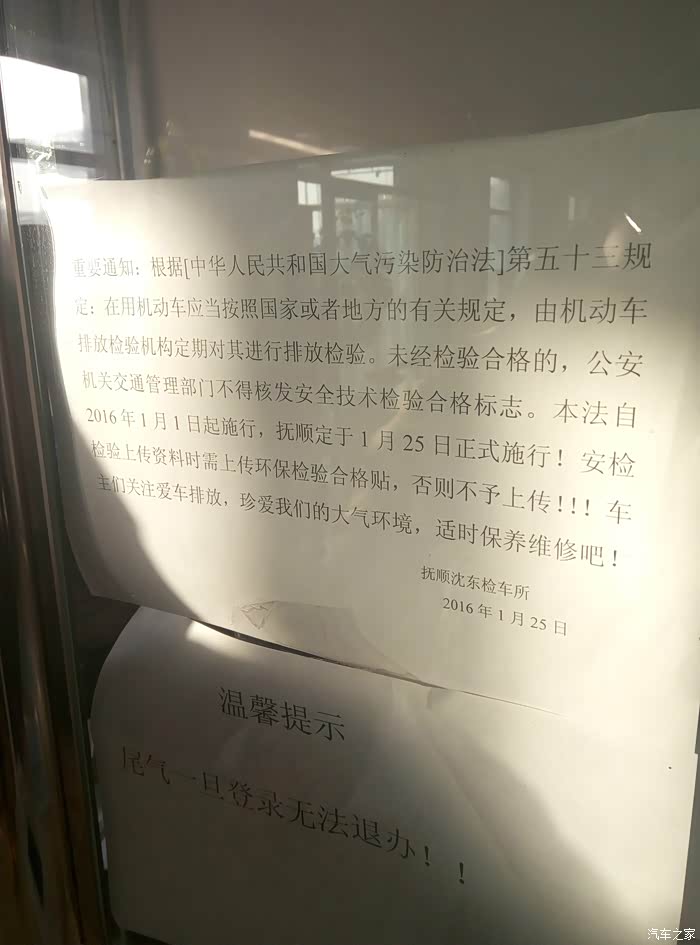 重要通知：根据[中华人民共和国大气污染防治法]第五十三规
定：在用机动车应当按照国家或者地方的有关规定，由机动车
排放检验机构定期对其进行排放检验。未经检验合格的，公安
机关交通管理部门不得核发安全技术检验合格标志。本法自
2016年1月1日起施行，抚顺定于1月25日正式施行！安检
检验上传资料时需上传环保检验合格贴，否则不予上传!!！车
主们关注爱车排放，珍爱我们的大气环境，适时保养维修吧！
抚顺沈东检车所
2016年1月25日
温馨提示
尾气一旦登录无法退办！！
汽车之家